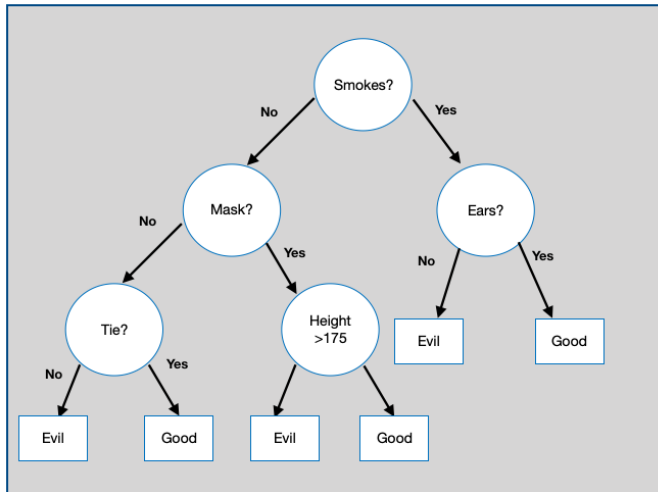 Smokes?
No
Yes
Mask?
Ears?
No
Yes
No
Yes
Tie?
Height
>175
Evil
Good
No
Yes
Evil
Good
Evil
Good